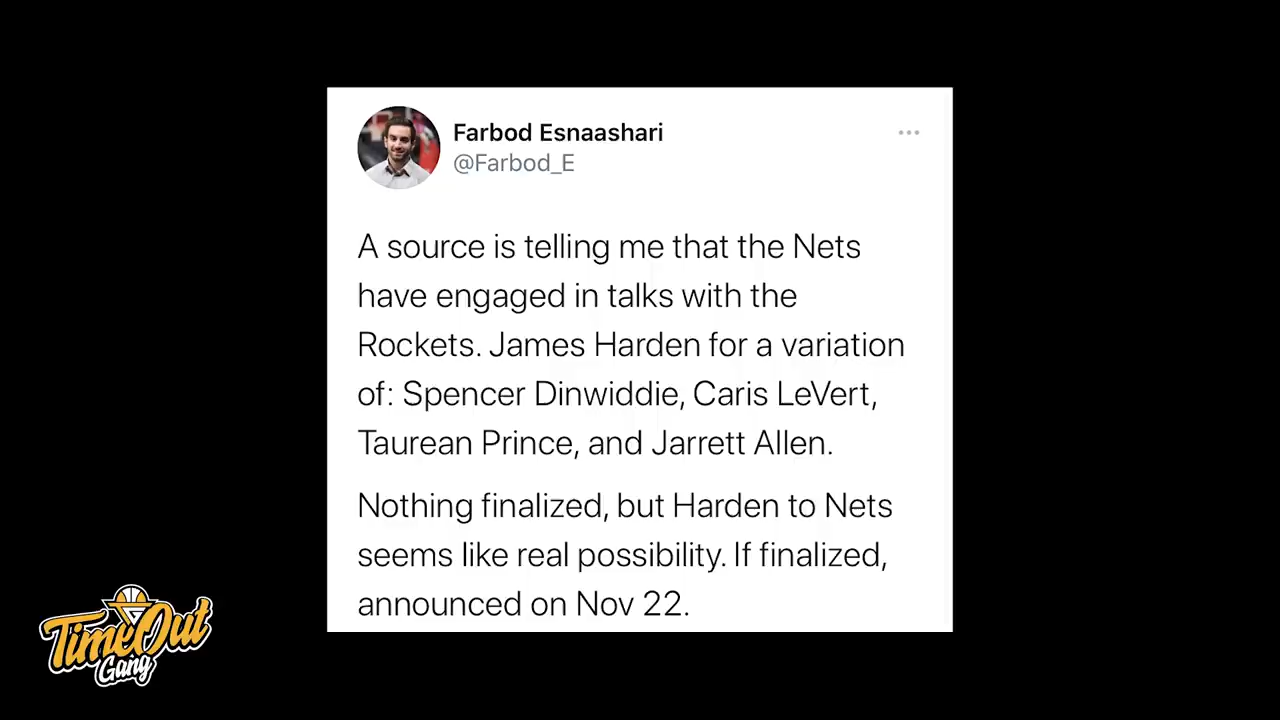 Farbod Esnaashari
@Farbod_E
A source is telling me that the Nets
have engaged in talks with the
Rockets. James Harden for a variation
of: Spencer Dinwiddie, Caris LeVert,
Taurean Prince, and Jarrett Allen.
Nothing finalized, but Harden to Nets
seems like real possibility. If finalized,
announced on Nov 22.
TimeOut
Gang